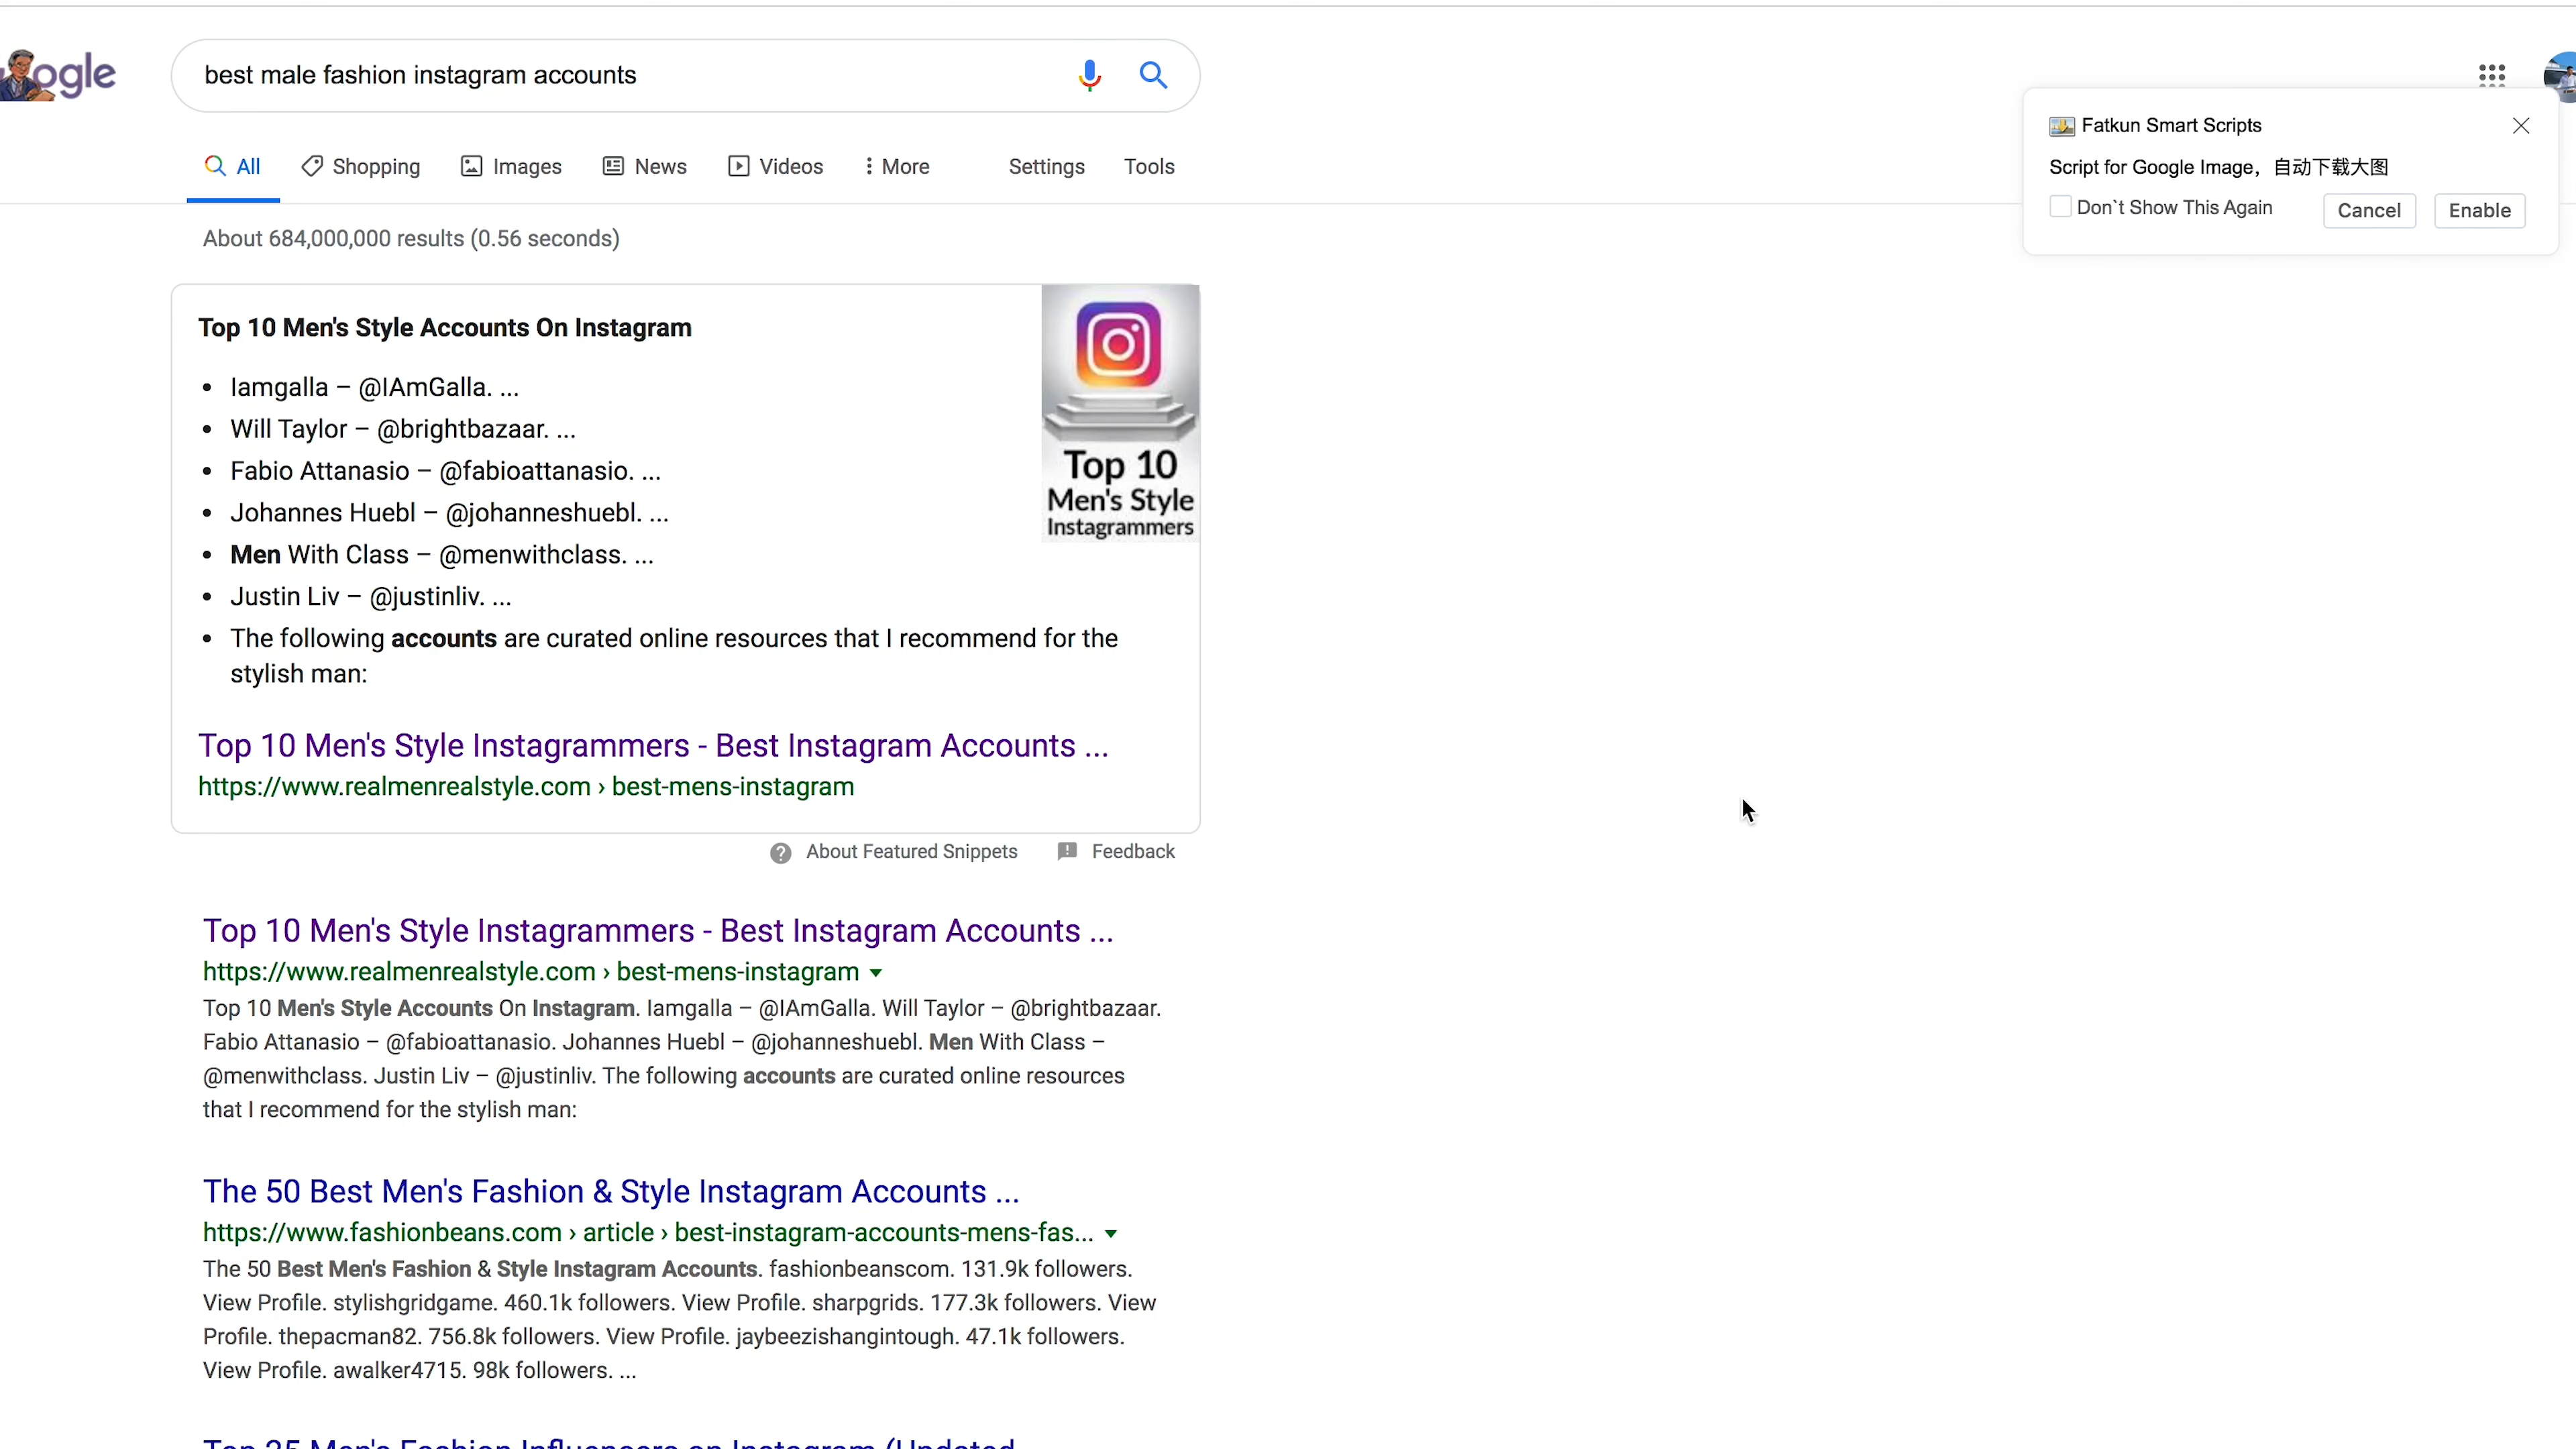 ogle
best male fashion instagram accounts
All Shopping Images News Videos More Settings Tools
Fatkun Smart Scripts
Script for Google Image，自动下载大图
Don`t Show This Again Cancel Enable
About 684,000,000 results (0.56 seconds)
Top 10 Men's Style Accounts On Instagram
• Iamgalla – @IAmGalla. ...
• Will Taylor – @brightbazaar. ...
• Fabio Attanasio – @fabioattanasio. ...
• Johannes Huebl – @johanneshuebl. ...
• Men With Class – @menwithclass. ...
• Justin Liv – @justinliv. ...
• The following accounts are curated online resources that I recommend for the
stylish man:
Top 10
Men's Style
Instagrammers
Top 10 Men's Style Instagrammers - Best Instagram Accounts ...
https://www.realmenrealstyle.com › best-mens-instagram
About Featured Snippets Feedback
Top 10 Men's Style Instagrammers - Best Instagram Accounts ...
https://www.realmenrealstyle.com › best-mens-instagram
Top 10 Men's Style Accounts On Instagram. Iamgalla – @IAmGalla. Will Taylor – @brightbazaar.
Fabio Attanasio – @fabioattanasio. Johannes Huebl – @johanneshuebl. Men With Class –
@menwithclass. Justin Liv – @justinliv. The following accounts are curated online resources
that I recommend for the stylish man:
The 50 Best Men's Fashion & Style Instagram Accounts ...
https://www.fashionbeans.com › article › best-instagram-accounts-mens-fas...
The 50 Best Men's Fashion & Style Instagram Accounts. fashionbeanscom. 131.9k followers.
View Profile. stylishgridgame. 460.1k followers. View Profile. sharpgrids. 177.3k followers. View
Profile. thepacman82. 756.8k followers. View Profile. jaybeezishangintough. 47.1k followers.
View Profile. awalker4715. 98k followers. ...
Top 25 Men's Fashion Influencers on Instagram (Updated